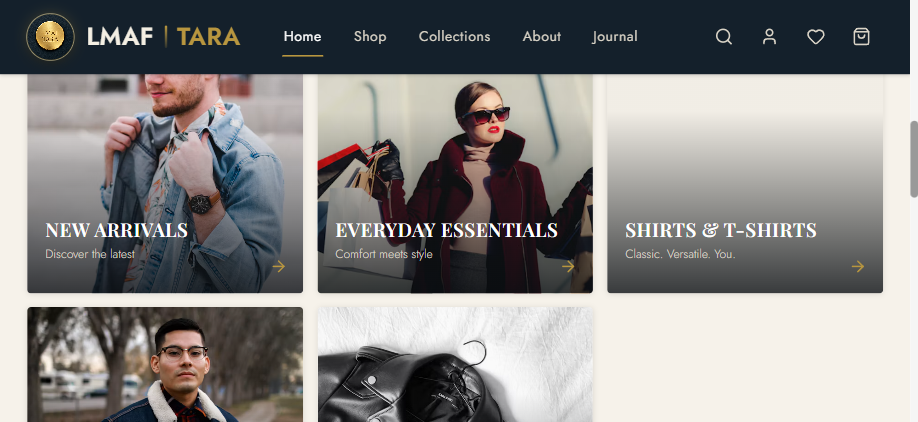 LMAF | TARA
Home
Shop
Collections
About
Journal
NEW ARRIVALS
Discover the latest
EVERYDAY ESSENTIALS
Comfort meets style
SHIRTS & T-SHIRTS
Classic. Versatile. You.